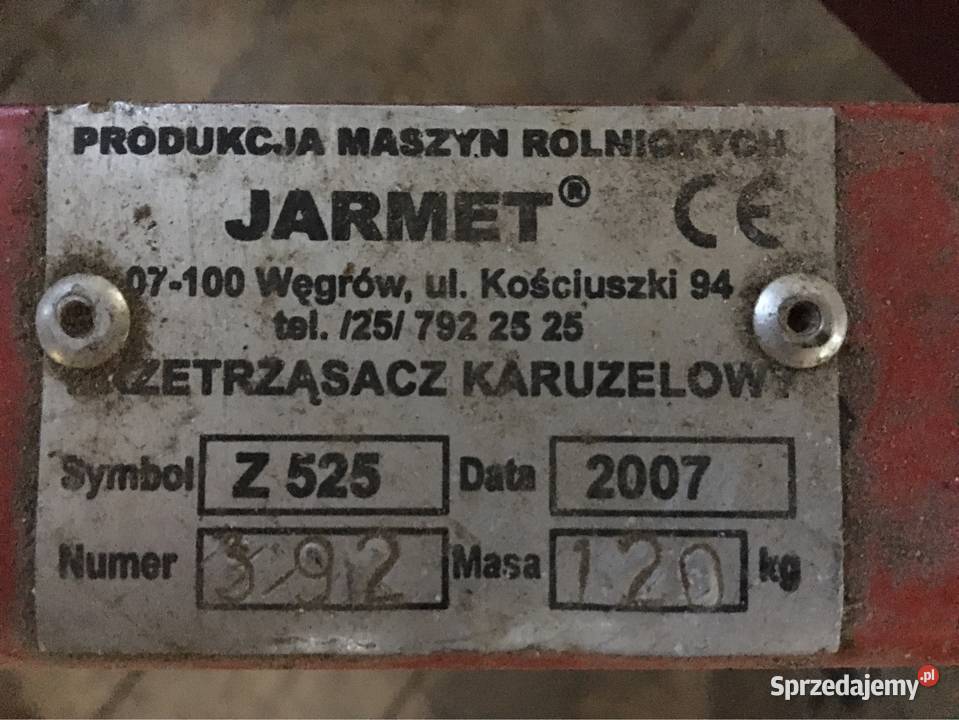 PRODUKCJA MASZYN ROLNICZYCH
JARMET® CE
07-100 Węgrów, ul. Kościuszki 94
tel. /25/ 792 25 25
PRZETRZĄSACZ KARUZELOWY
Symbol Z 525 Data 2007
Numer 392 Masa 120 kg
Sprzedajemy.pl